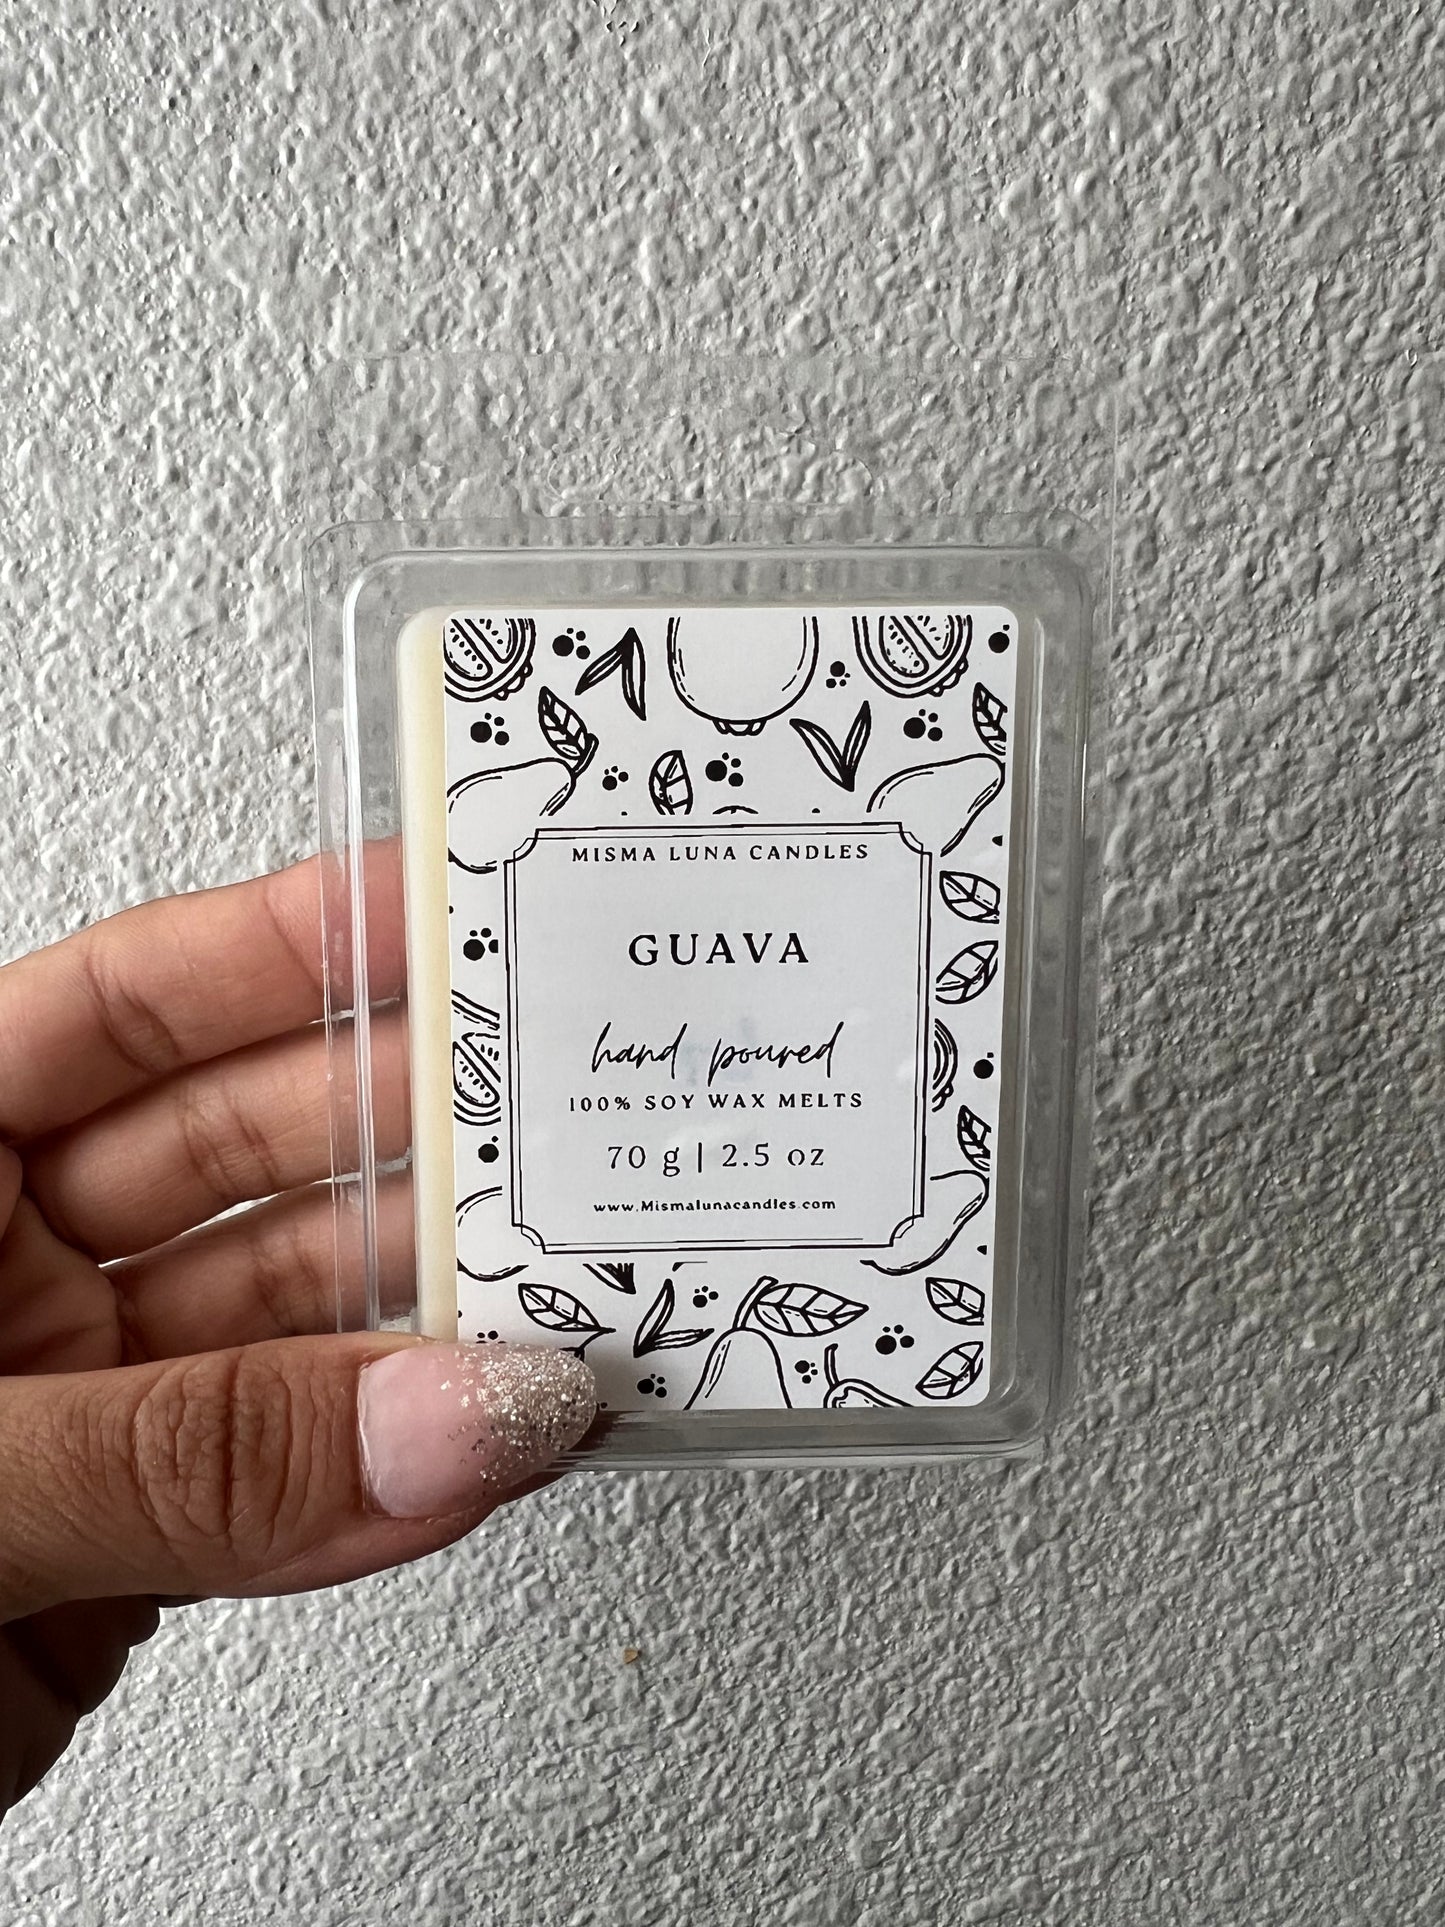 MISMA LUNA CANDLES
GUAVA
hand poured
100% SOY WAX MELTS
70 g | 2.5 oz
www.Mismalunacandles.com